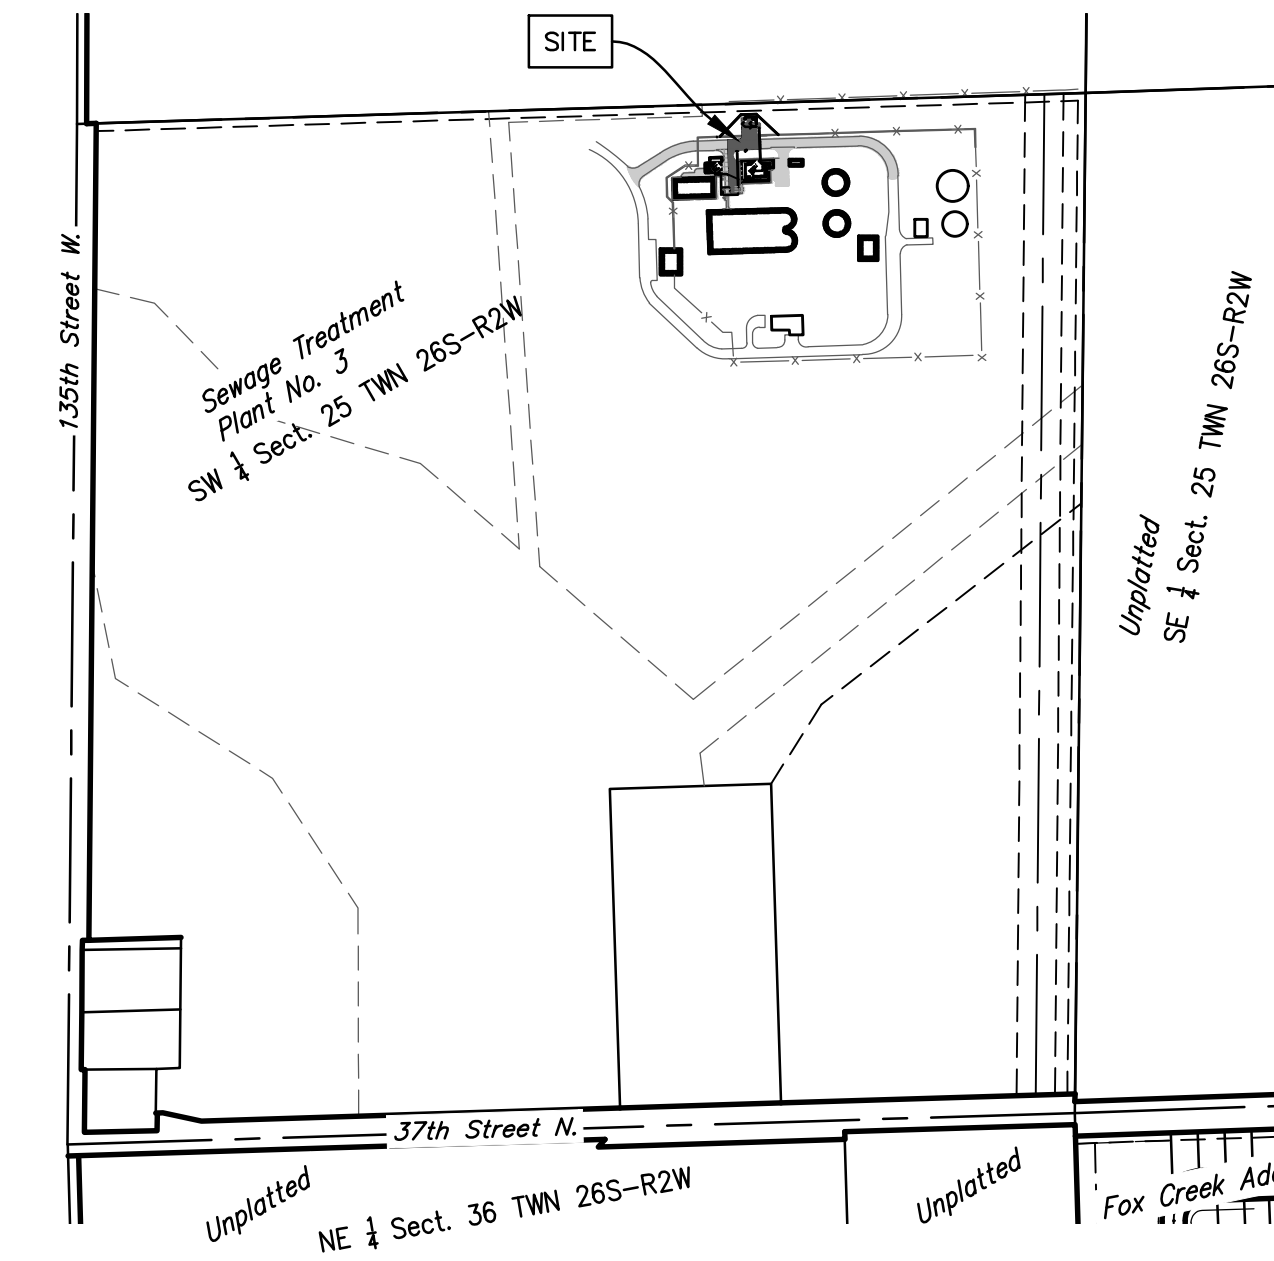 SITE
135th Street W.
Sewage Treatment
Plant No. 3
SW 1/4 Sect. 25 TWN 26S-R2W
Unplatted
SE 1/4 Sect. 25 TWN 26S-R2W
37th Street N.
Unplatted
NE 1/4 Sect. 36 TWN 26S-R2W
Unplatted
Fox Creek Add